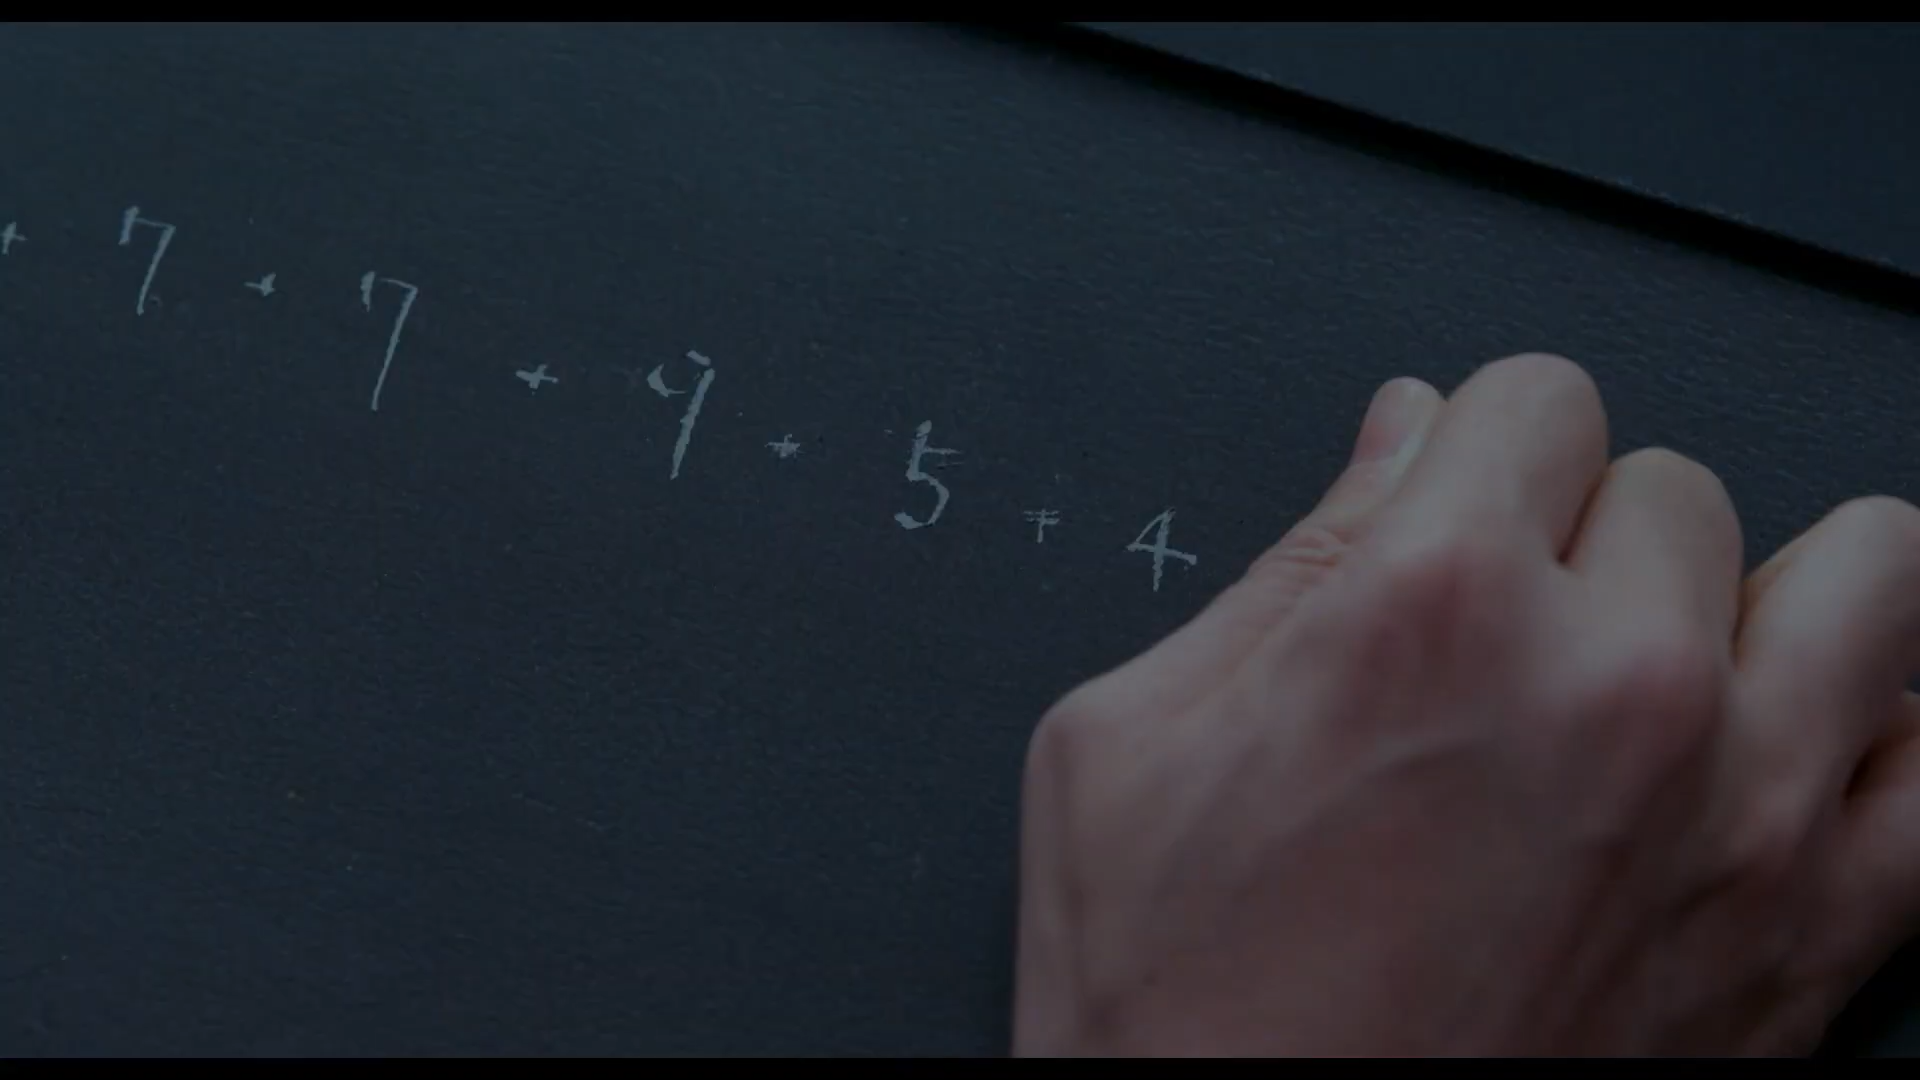 + 7 + 7 + 9 + 5 = 4